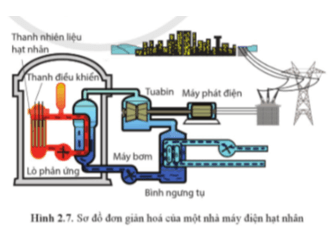 Thanh nhiên liệu
hạt nhân
Thanh điều khiển
Tuabin
Máy phát điện
Máy bơm
Lò phản ứng
Bình ngưng tụ
Hình 2.7. Sơ đồ đơn giản hoá của một nhà máy điện hạt nhân